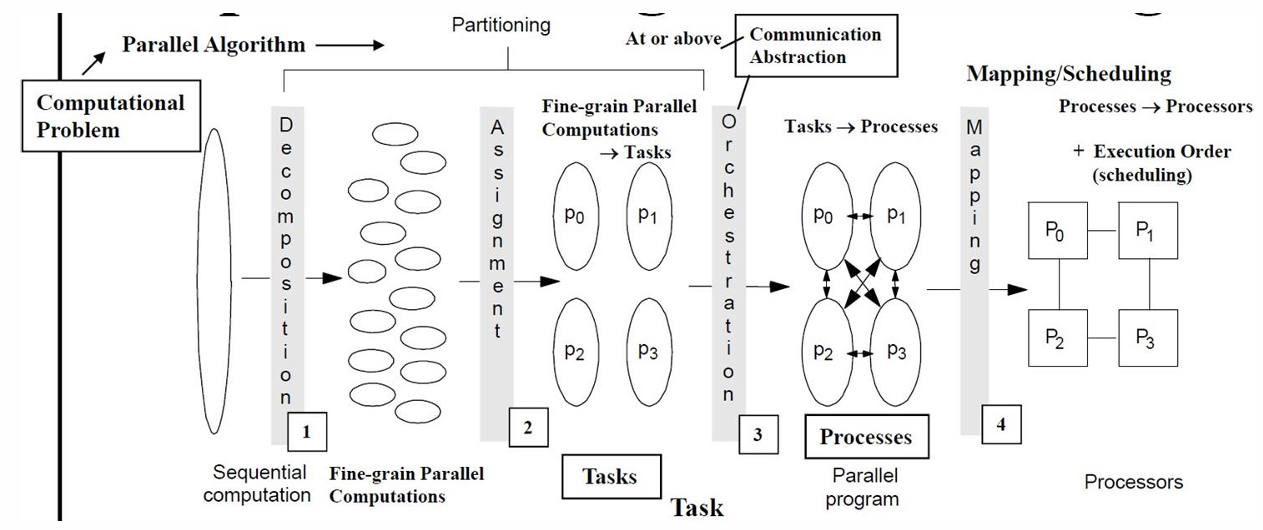 Partitioning
Parallel Algorithm
At or above
Communication
Abstraction
Mapping/Scheduling
Computational
Problem
Processes → Processors
Fine-grain Parallel
Computations
→ Tasks
Tasks → Processes
+ Execution Order
(scheduling)
Decomposition
Assignment
Orchestration
Mapping
p0
p1
p2
p3
p0
p1
p2
p3
P0
P1
P2
P3
1
2
3
4
Sequential
computation
Fine-grain Parallel
Computations
Tasks
Task
Processes
Parallel
program
Processors